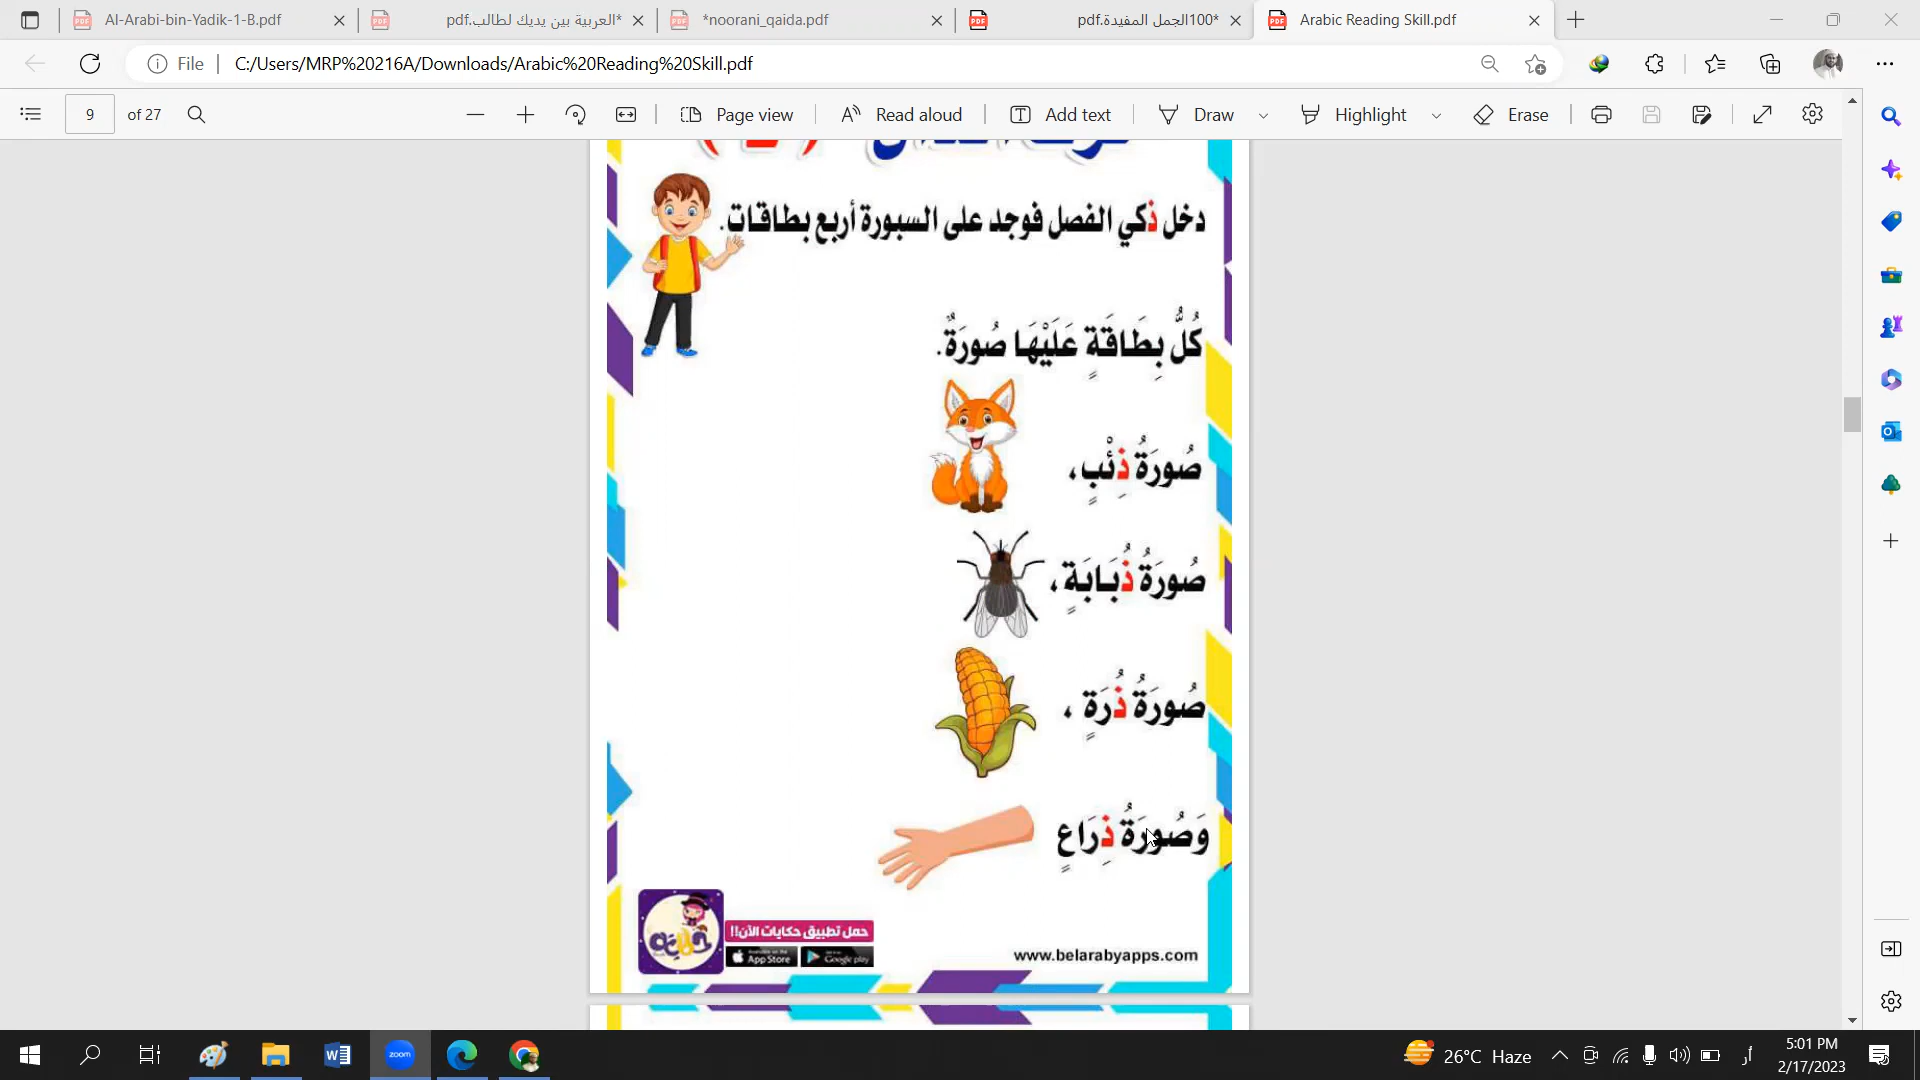 Al-Arabi-bin-Yadik-1-B.pdf
*العربية بين يديك لطالب.pdf
*noorani_qaida.pdf
*100الجمل المفيدة.pdf
Arabic Reading Skill.pdf
File
C:/Users/MRP%20216A/Downloads/Arabic%20Reading%20Skill.pdf
9 of 27
Page view
Read aloud
Add text
Draw
Highlight
Erase
دخل ذكي الفصل فوجد على السبورة أربع بطاقات.
كُلُّ بِطَاقَةٍ عَلَيْهَا صُورَةٌ.
صُورَةُ ذِئْبٍ،
صُورَةُ ذُبَابَةٍ،
صُورَةُ ذُرَةٍ ،
وَصُورَةُ ذِرَاعٍ
حكايات
حمل تطبيق حكايات الآن!!
App Store
Google play
www.belarabyapps.com
zoom
26°C Haze
أر
5:01 PM
2/17/2023